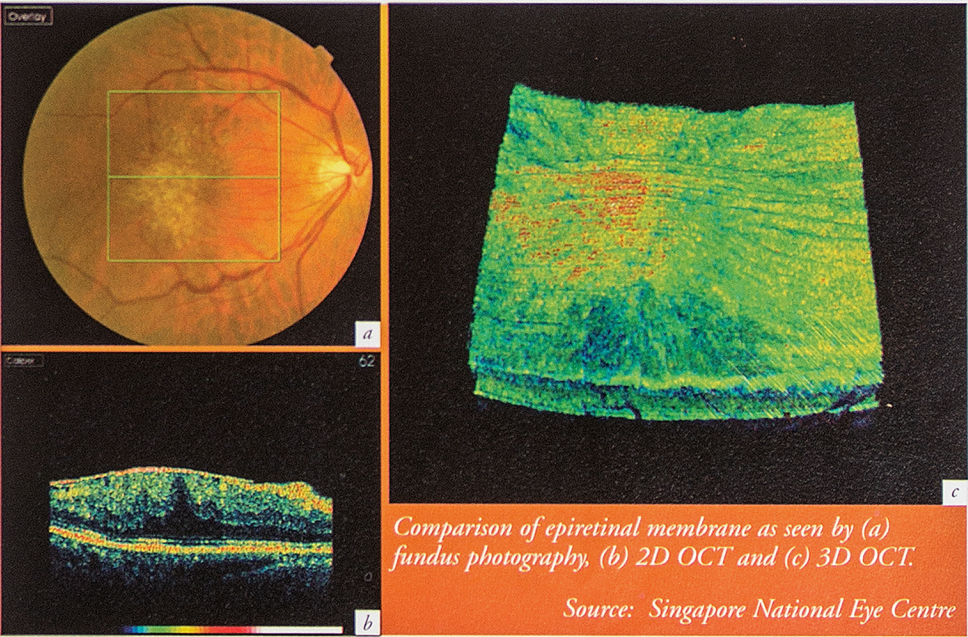 Overlay
a
Caliper
62
b
c
Comparison of epiretinal membrane as seen by (a)
fundus photography, (b) 2D OCT and (c) 3D OCT.
Source: Singapore National Eye Centre